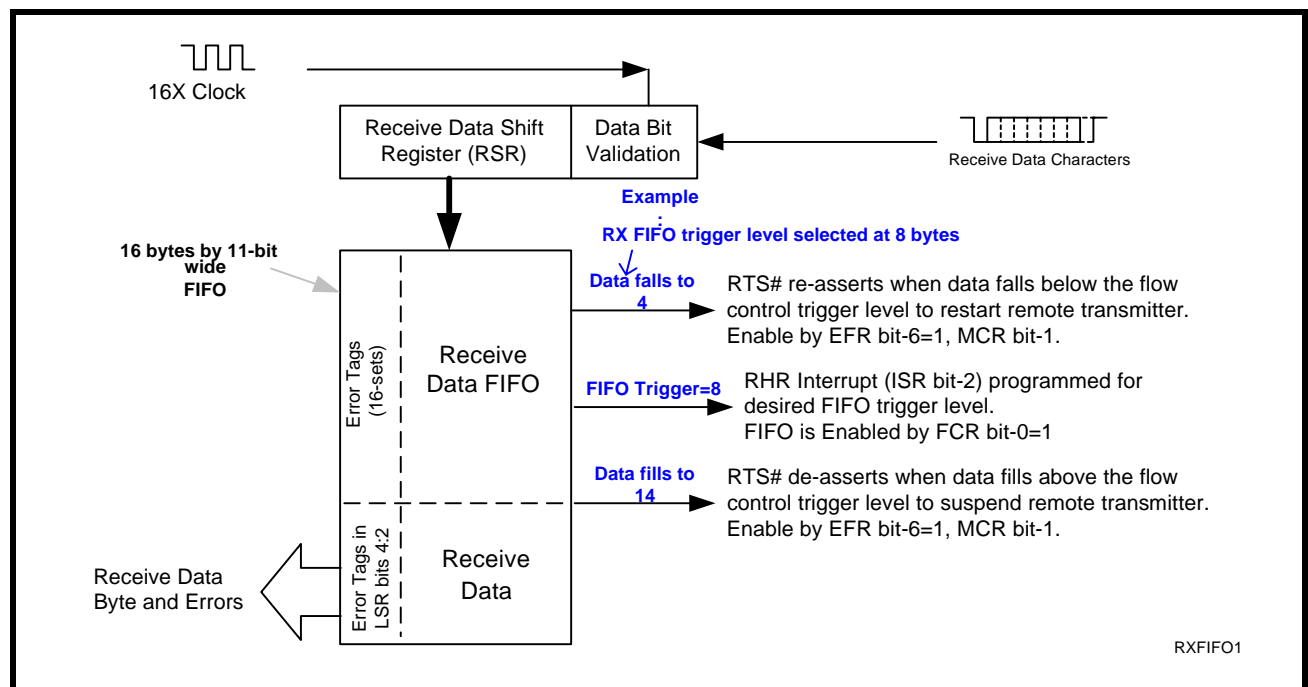 16X Clock
Receive Data Shift
Register (RSR)
Data Bit
Validation
Receive Data Characters
Example
:
RX FIFO trigger level selected at 8 bytes
16 bytes by 11-bit
wide
FIFO
Error Tags
(16-sets)
Receive
Data FIFO
Data falls to
4
RTS# re-asserts when data falls below the flow
control trigger level to restart remote transmitter.
Enable by EFR bit-6=1, MCR bit-1.
FIFO Trigger=8
RHR Interrupt (ISR bit-2) programmed for
desired FIFO trigger level.
FIFO is Enabled by FCR bit-0=1
Data fills to
14
RTS# de-asserts when data fills above the flow
control trigger level to suspend remote transmitter.
Enable by EFR bit-6=1, MCR bit-1.
Error Tags in
LSR bits 4:2
Receive
Data
Receive Data
Byte and Errors
RXFIFO1